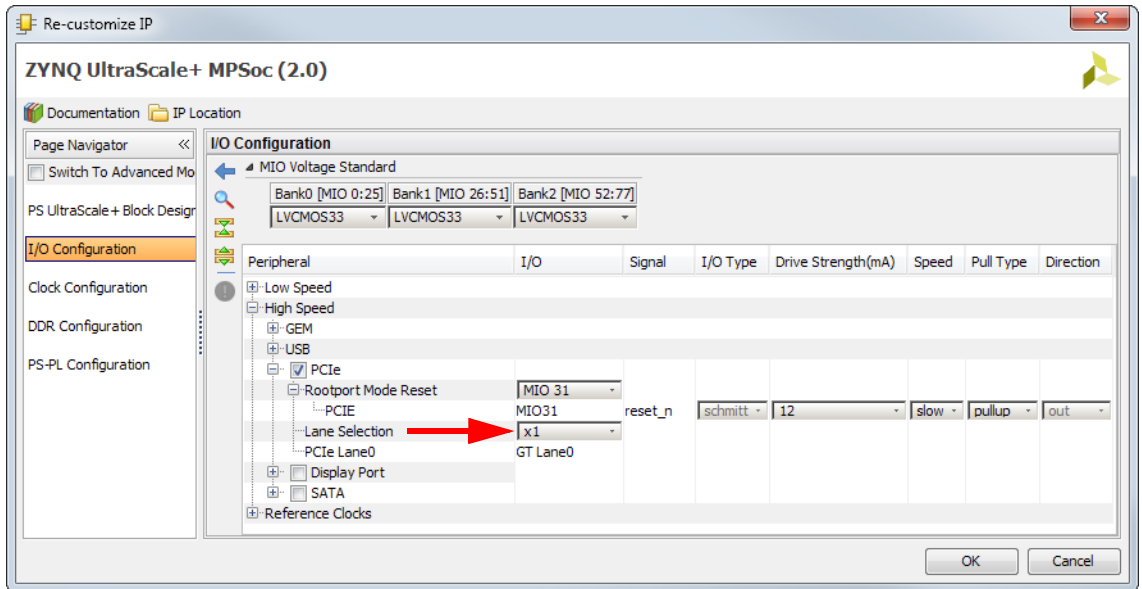 Re-customize IP
ZYNQ UltraScale+ MPSoc (2.0)
Documentation IP Location
Page Navigator «
Switch To Advanced Mo
PS UltraScale+ Block Desigr
I/O Configuration
Clock Configuration
DDR Configuration
PS-PL Configuration
I/O Configuration
MIO Voltage Standard
Bank0 [MIO 0:25] Bank1 [MIO 26:51] Bank2 [MIO 52:77]
LVCMOS33 LVCMOS33 LVCMOS33
Peripheral I/O Signal I/O Type Drive Strength(mA) Speed Pull Type Direction
Low Speed
High Speed
GEM
USB
PCIe
Rootport Mode Reset MIO 31
PCIE MIO31 reset_n schmitt 12 slow pullup out
Lane Selection x1
PCIe Lane0 GT Lane0
Display Port
SATA
Reference Clocks
OK Cancel